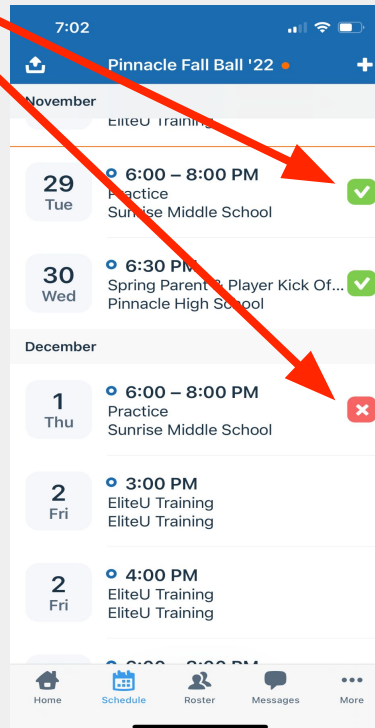 7:02
Pinnacle Fall Ball '22
November
EliteU Training
29
Tue
6:00 – 8:00 PM
Practice
Sunrise Middle School
30
Wed
6:30 PM
Spring Parent & Player Kick Of...
Pinnacle High School
December
1
Thu
6:00 – 8:00 PM
Practice
Sunrise Middle School
2
Fri
3:00 PM
EliteU Training
EliteU Training
2
Fri
4:00 PM
EliteU Training
EliteU Training
Home
Schedule
Roster
Messages
More